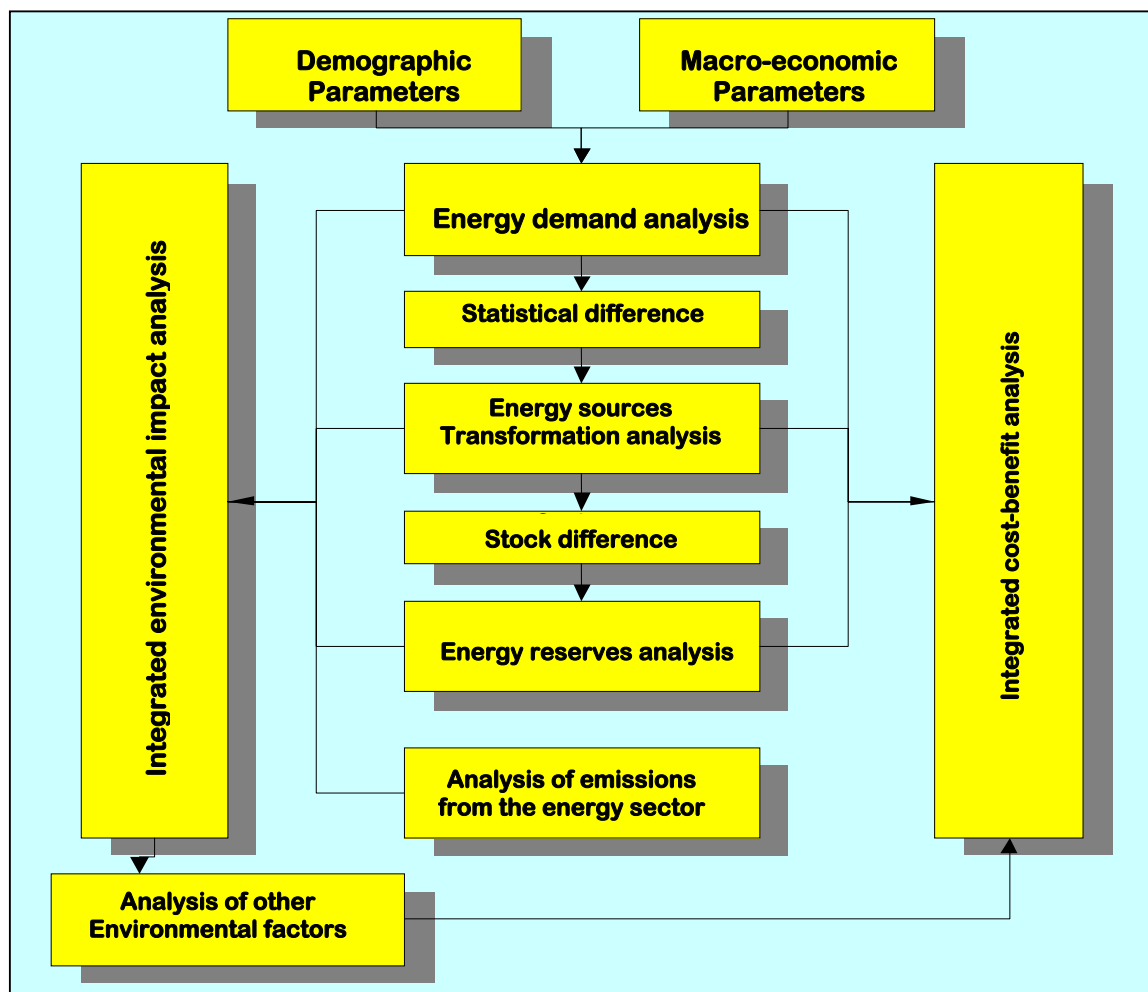 Demographic
Parameters
Macro-economic
Parameters
Energy demand analysis
Statistical difference
Energy sources
Transformation analysis
Stock difference
Energy reserves analysis
Analysis of emissions
from the energy sector
Integrated environmental impact analysis
Integrated cost-benefit analysis
Analysis of other
Environmental factors